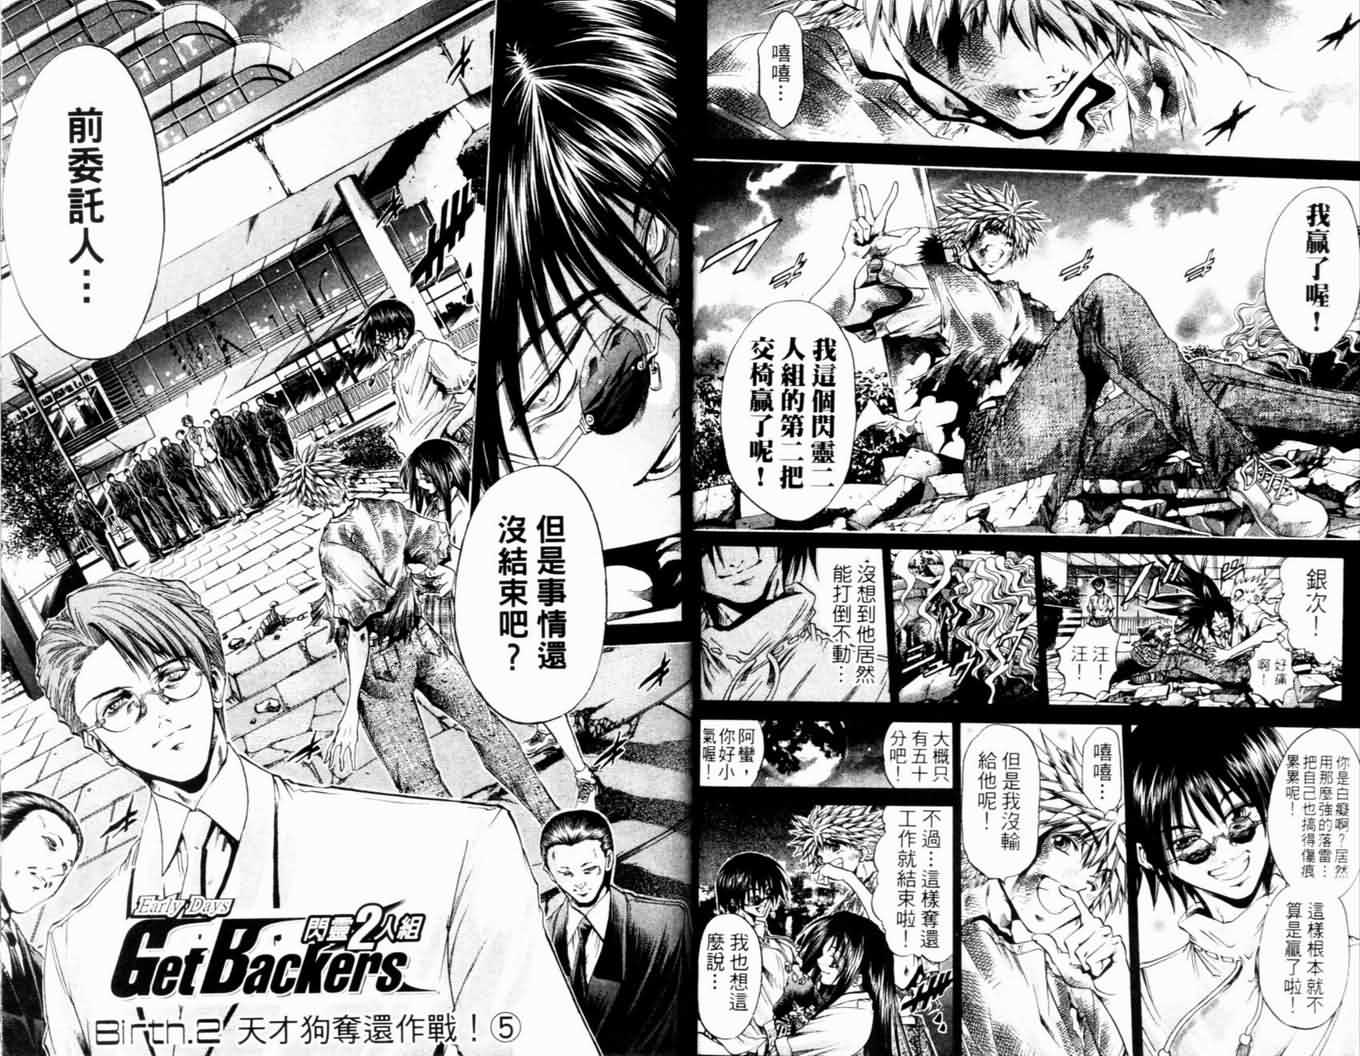 嘻嘻…
我贏了喔！
我這個閃靈二
人組的第二把
交椅贏了呢！
銀次！
好痛
啊！
汪！
汪！
…沒想到他居然
能打倒不動…
你是白癡啊？居然
用那麼強的落雷…
把自己也搞得傷痕
累累呢！
這樣根本就不
算是贏了啦！
嘻嘻…
但是我沒輸
給他呢！
大概只
有五十
分吧！
阿蠻，
你好小
氣喔！
不過…這樣奪還
工作就結束啦！
我也想這
麼說…
但是事情還
沒結束吧？
前委託人…
Early Days
閃靈2人組
GetBackers
Birth.2 天才狗奪還作戰！⑤